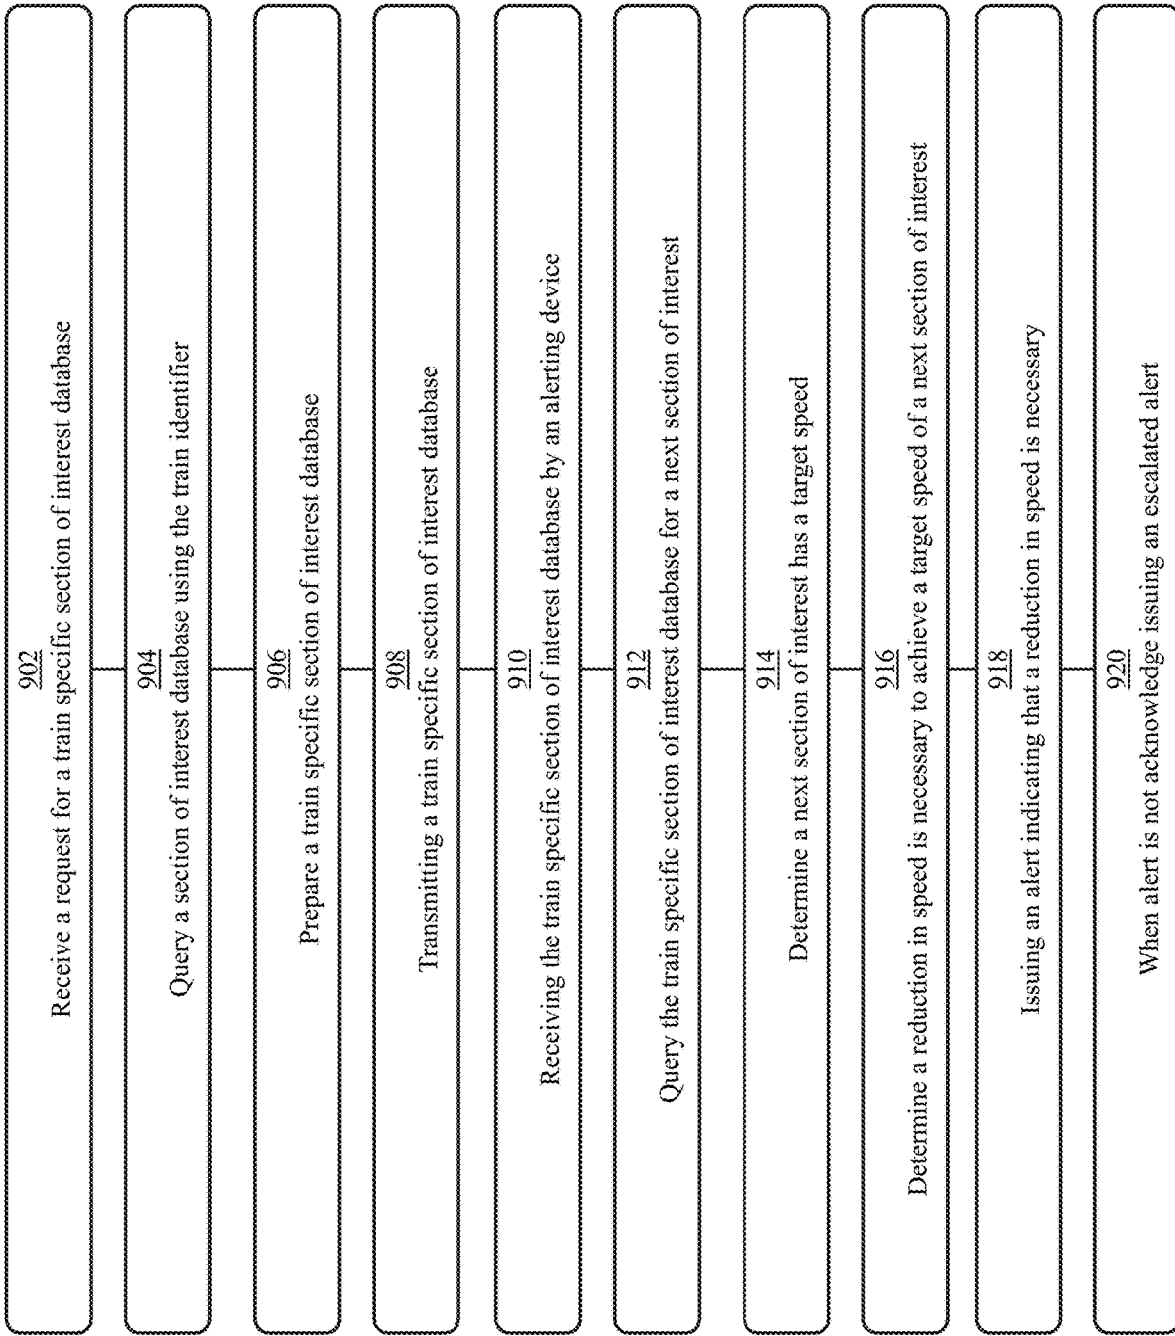 902
Receive a request for a train specific section of interest database
904
Query a section of interest database using the train identifier
906
Prepare a train specific section of interest database
908
Transmitting a train specific section of interest database
910
Receiving the train specific section of interest database by an alerting device
912
Query the train specific section of interest database for a next section of interest
914
Determine a next section of interest has a target speed
916
Determine a reduction in speed is necessary to achieve a target speed of a next section of interest
918
Issuing an alert indicating that a reduction in speed is necessary
920
When alert is not acknowledge issuing an escalated alert